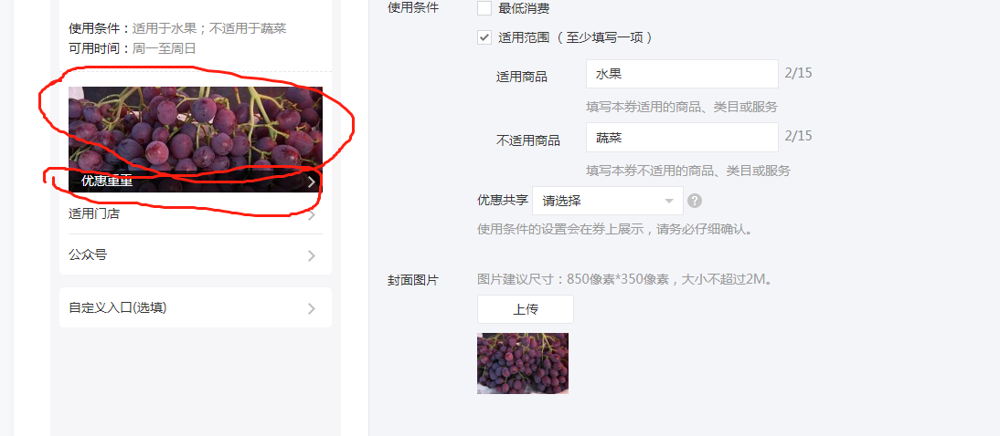 使用条件：适用于水果；不适用于蔬菜
可用时间：周一至周日
优惠重重
适用门店
公众号
自定义入口(选填)
使用条件 最低消费
适用范围（至少填写一项）
适用商品 水果 2/15
填写本券适用的商品、类目或服务
不适用商品 蔬菜 2/15
填写本券不适用的商品、类目或服务
优惠共享 请选择 ?
使用条件的设置会在券上展示，请务必仔细确认。
封面图片 图片建议尺寸：850像素*350像素，大小不超过2M。
上传